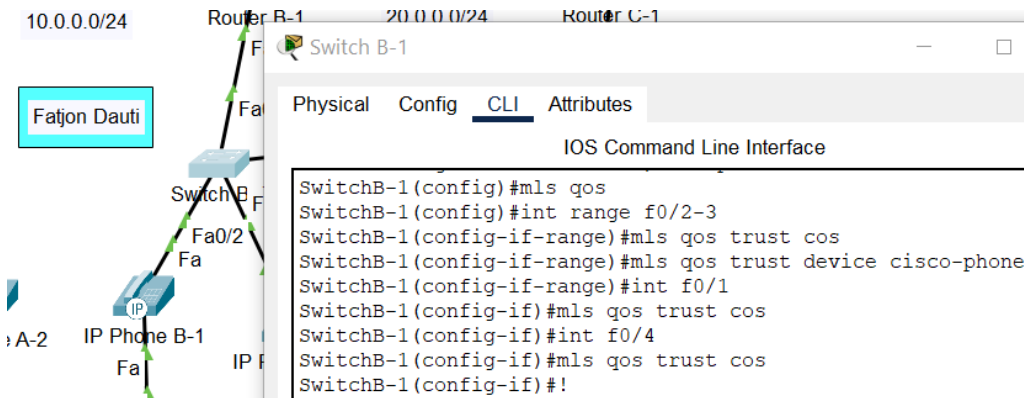 10.0.0.0/24
Router B-1
20.0.0.0/24
Router C-1
Fatjon Dauti
Switch B
Fa0/2
Fa
A-2
IP Phone B-1
IP
Fa
IP
Switch B-1
Physical Config CLI Attributes
IOS Command Line Interface
SwitchB-1(config)#mls qos
SwitchB-1(config)#int range f0/2-3
SwitchB-1(config-if-range)#mls qos trust cos
SwitchB-1(config-if-range)#mls qos trust device cisco-phone
SwitchB-1(config-if-range)#int f0/1
SwitchB-1(config-if)#mls qos trust cos
SwitchB-1(config-if)#int f0/4
SwitchB-1(config-if)#mls qos trust cos
SwitchB-1(config-if)#!